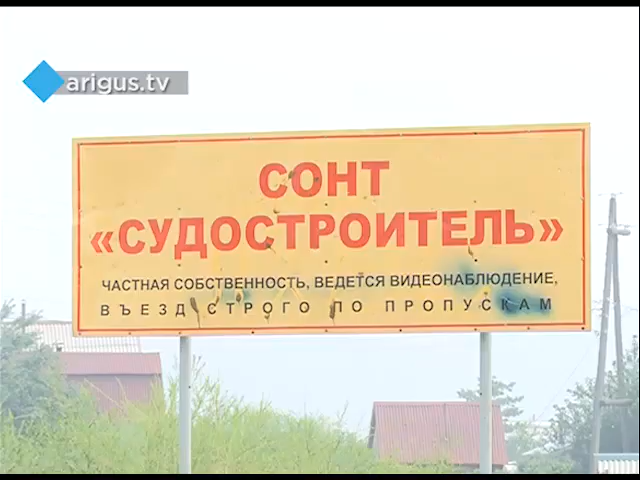 arigus.tv
СОНТ
«СУДОСТРОИТЕЛЬ»
ЧАСТНАЯ СОБСТВЕННОСТЬ, ВЕДЕТСЯ ВИДЕОНАБЛЮДЕНИЕ,
ВЪЕЗД СТРОГО ПО ПРОПУСКАМ